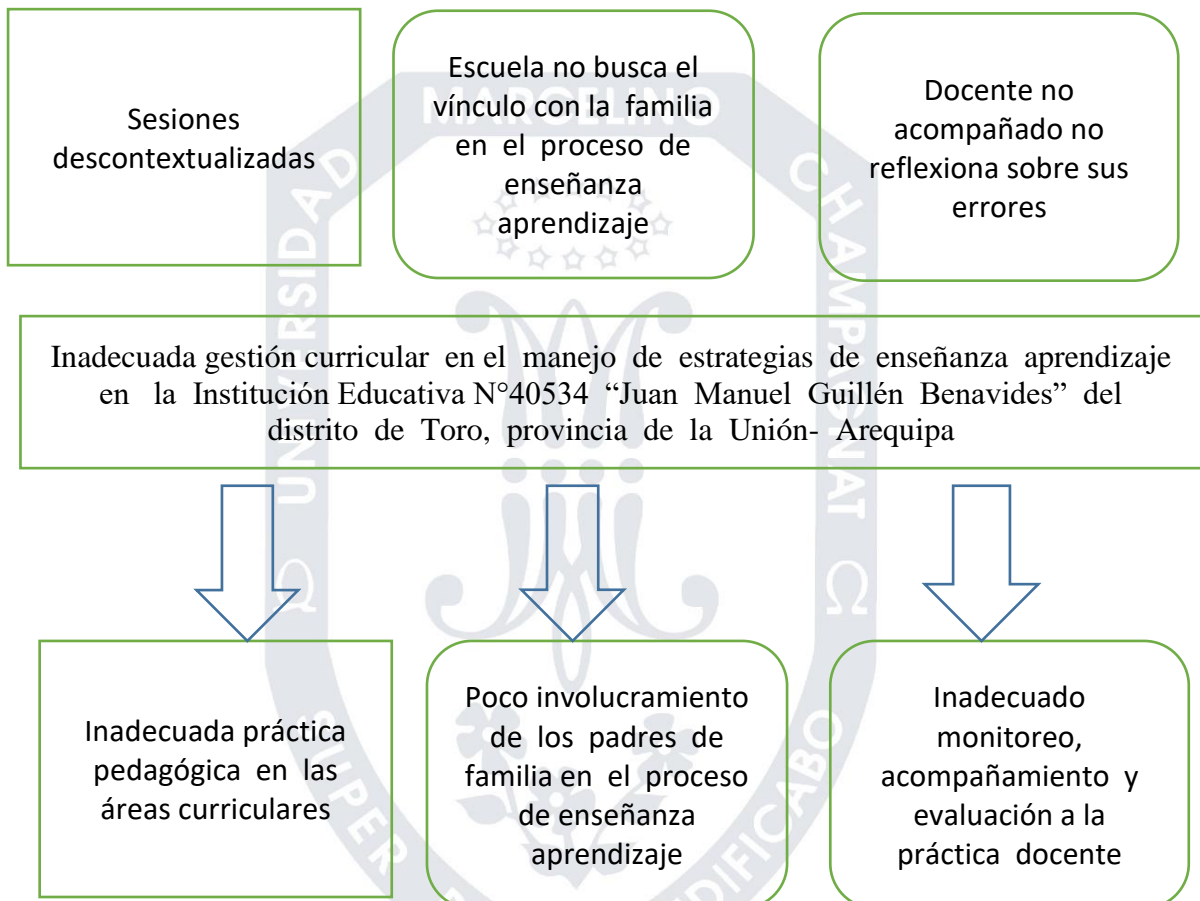 Sesiones
descontextualizadas
Escuela no busca el
vínculo con la familia
en el proceso de
enseñanza
aprendizaje
Docente no
acompañado no
reflexiona sobre sus
errores
Inadecuada gestión curricular en el manejo de estrategias de enseñanza aprendizaje
en la Institución Educativa N°40534 “Juan Manuel Guillén Benavides” del
distrito de Toro, provincia de la Unión- Arequipa
Inadecuada práctica
pedagógica en las
áreas curriculares
Poco involucramiento
de los padres de
familia en el proceso
de enseñanza
aprendizaje
Inadecuado
monitoreo,
acompañamiento y
evaluación a la
práctica docente
UNIVERSIDAD
MARCELINO
CHAMPAGNAT
SUPER